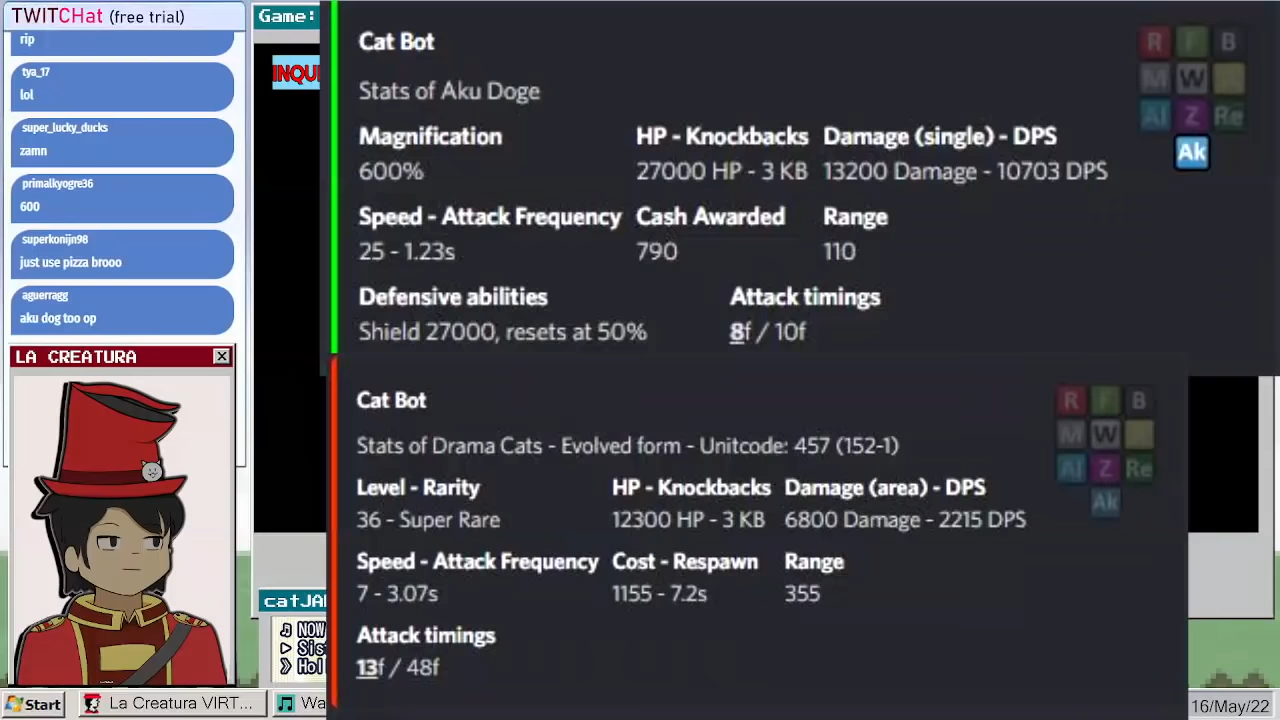 TWITCHat (free trial)
rip
tya_17
lol
super_lucky_ducks
zamn
primalkyogre36
600
superkonijn98
just use pizza brooo
aguerragg
aku dog too op
LA CREATURA
Game:
INQU
Cat Bot
Stats of Aku Doge
Magnification HP - Knockbacks Damage (single) - DPS
600% 27000 HP - 3 KB 13200 Damage - 10703 DPS
Speed - Attack Frequency Cash Awarded Range
25 - 1.23s 790 110
Defensive abilities Attack timings
Shield 27000, resets at 50% 8f / 10f
R F B
M W
Al Z Re
Ak
Cat Bot
Stats of Drama Cats - Evolved form - Unitcode: 457 (152-1)
Level - Rarity HP - Knockbacks Damage (area) - DPS
36 - Super Rare 12300 HP - 3 KB 6800 Damage - 2215 DPS
Speed - Attack Frequency Cost - Respawn Range
7 - 3.07s 1155 - 7.2s 355
Attack timings
13f / 48f
R F B
M W
Al Z Re
Ak
catJA
NOW
Sis
Hol
Start La Creatura VIRT... Wa 16/May/22